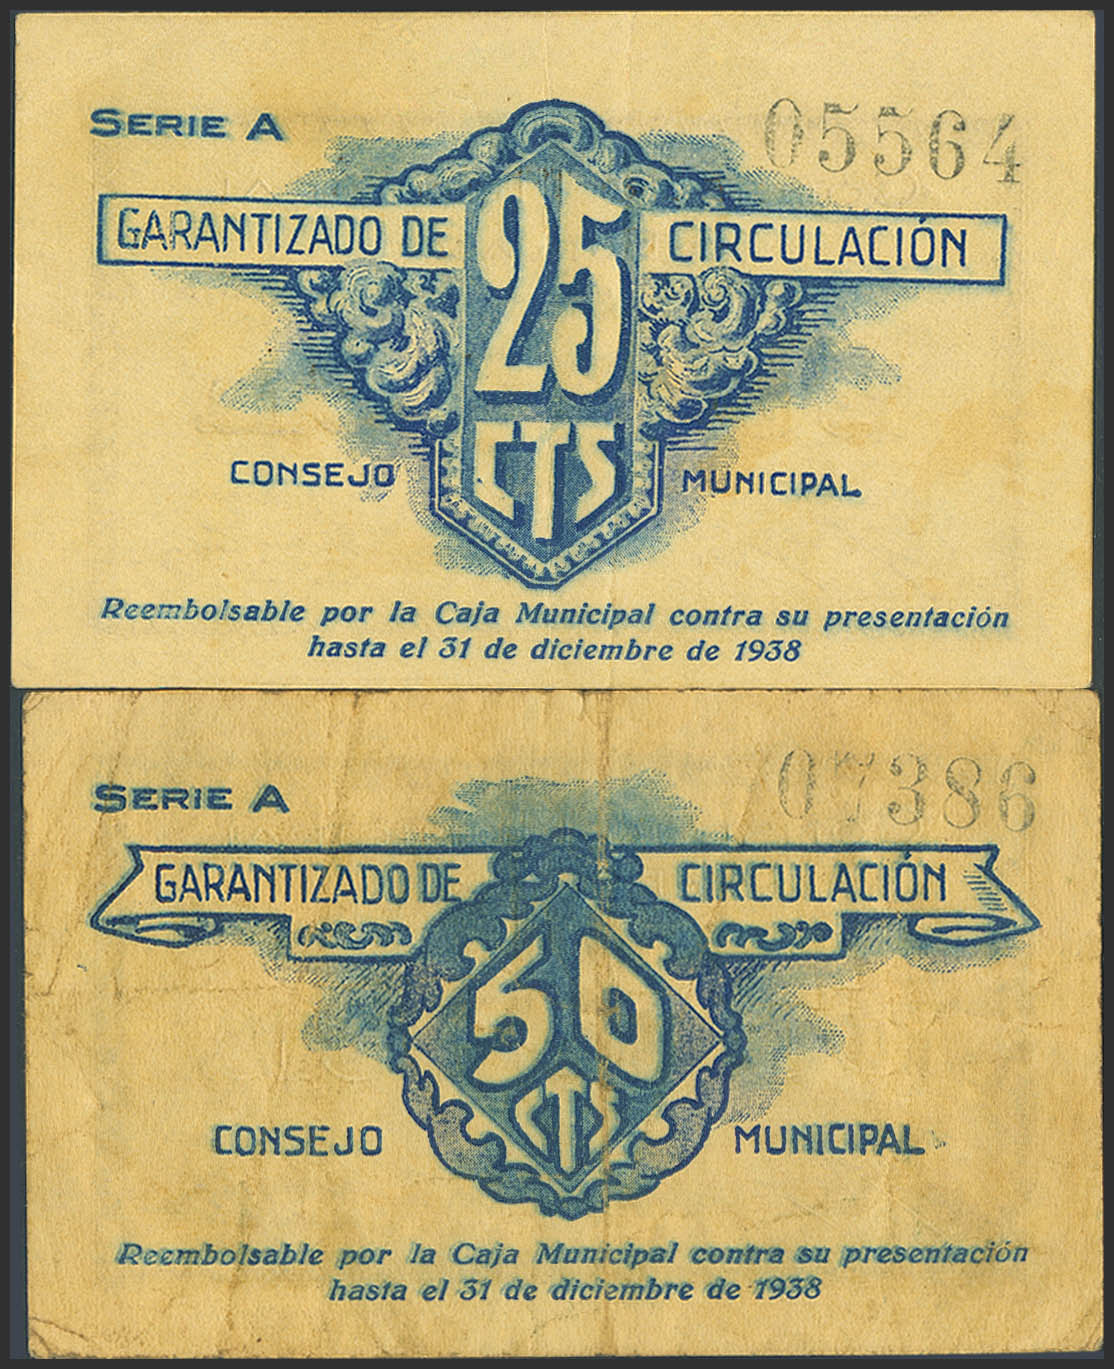 SERIE A 05564
GARANTIZADO DE 25 CIRCULACIÓN
CTS
CONSEJO MUNICIPAL
Reembolsable por la Caja Municipal contra su presentación
hasta el 31 de diciembre de 1938
SERIE A 07386
GARANTIZADO DE CIRCULACIÓN
50
CTS
CONSEJO MUNICIPAL
Reembolsable por la Caja Municipal contra su presentación
hasta el 31 de diciembre de 1938